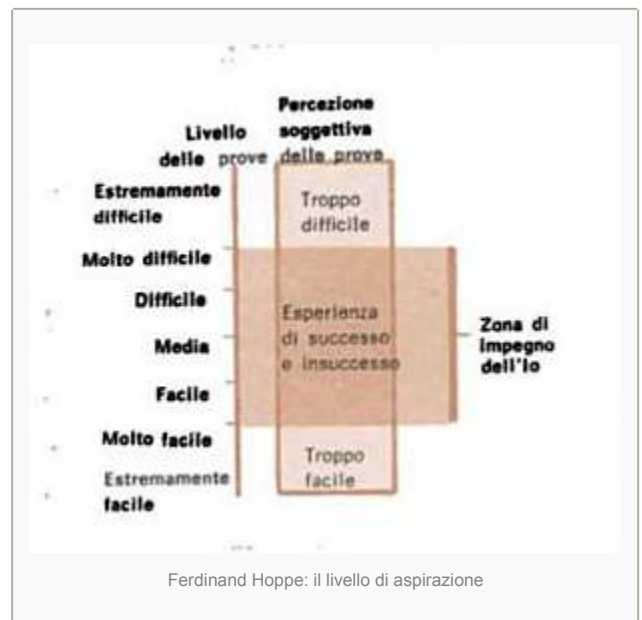 Livello
delle prove
Percezione
soggettiva
delle prove
Estremamente
difficile
Molto difficile
Difficile
Media
Facile
Molto facile
Estremamente
facile
Troppo
difficile
Esperienza
di successo
e insuccesso
Troppo
facile
Zona di
impegno
dell'Io
Ferdinand Hoppe: il livello di aspirazione